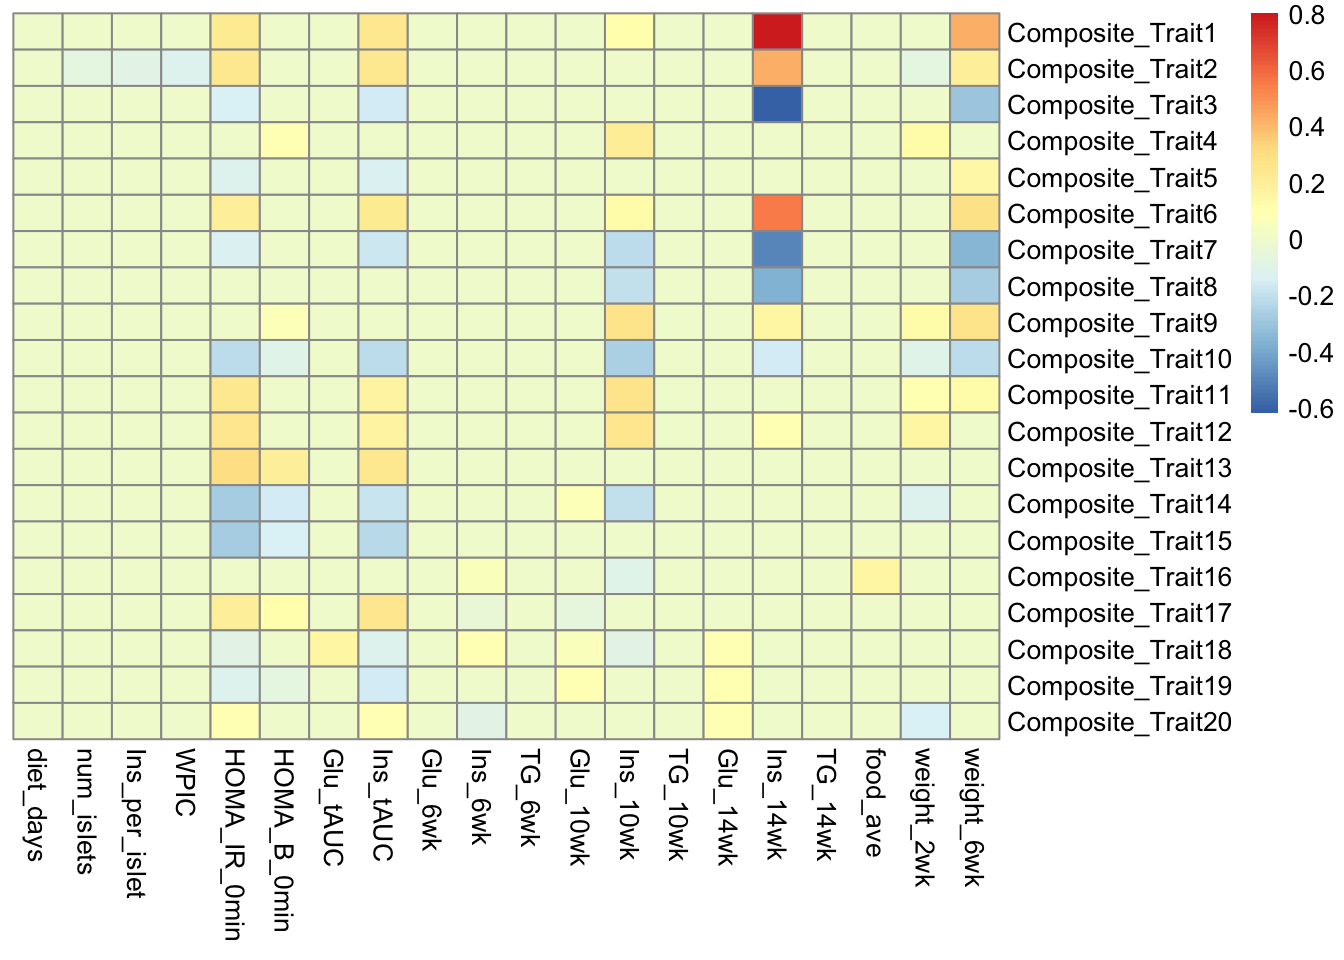 Composite_Trait1
Composite_Trait2
Composite_Trait3
Composite_Trait4
Composite_Trait5
Composite_Trait6
Composite_Trait7
Composite_Trait8
Composite_Trait9
Composite_Trait10
Composite_Trait11
Composite_Trait12
Composite_Trait13
Composite_Trait14
Composite_Trait15
Composite_Trait16
Composite_Trait17
Composite_Trait18
Composite_Trait19
Composite_Trait20
0.8
0.6
0.4
0.2
0
-0.2
-0.4
-0.6
diet_days
num_islets
Ins_per_islet
WPIC
HOMA_IR_0min
HOMA_B_0min
Glu_tAUC
Ins_tAUC
Glu_6wk
Ins_6wk
TG_6wk
Glu_10wk
Ins_10wk
TG_10wk
Glu_14wk
Ins_14wk
TG_14wk
food_ave
weight_2wk
weight_6wk